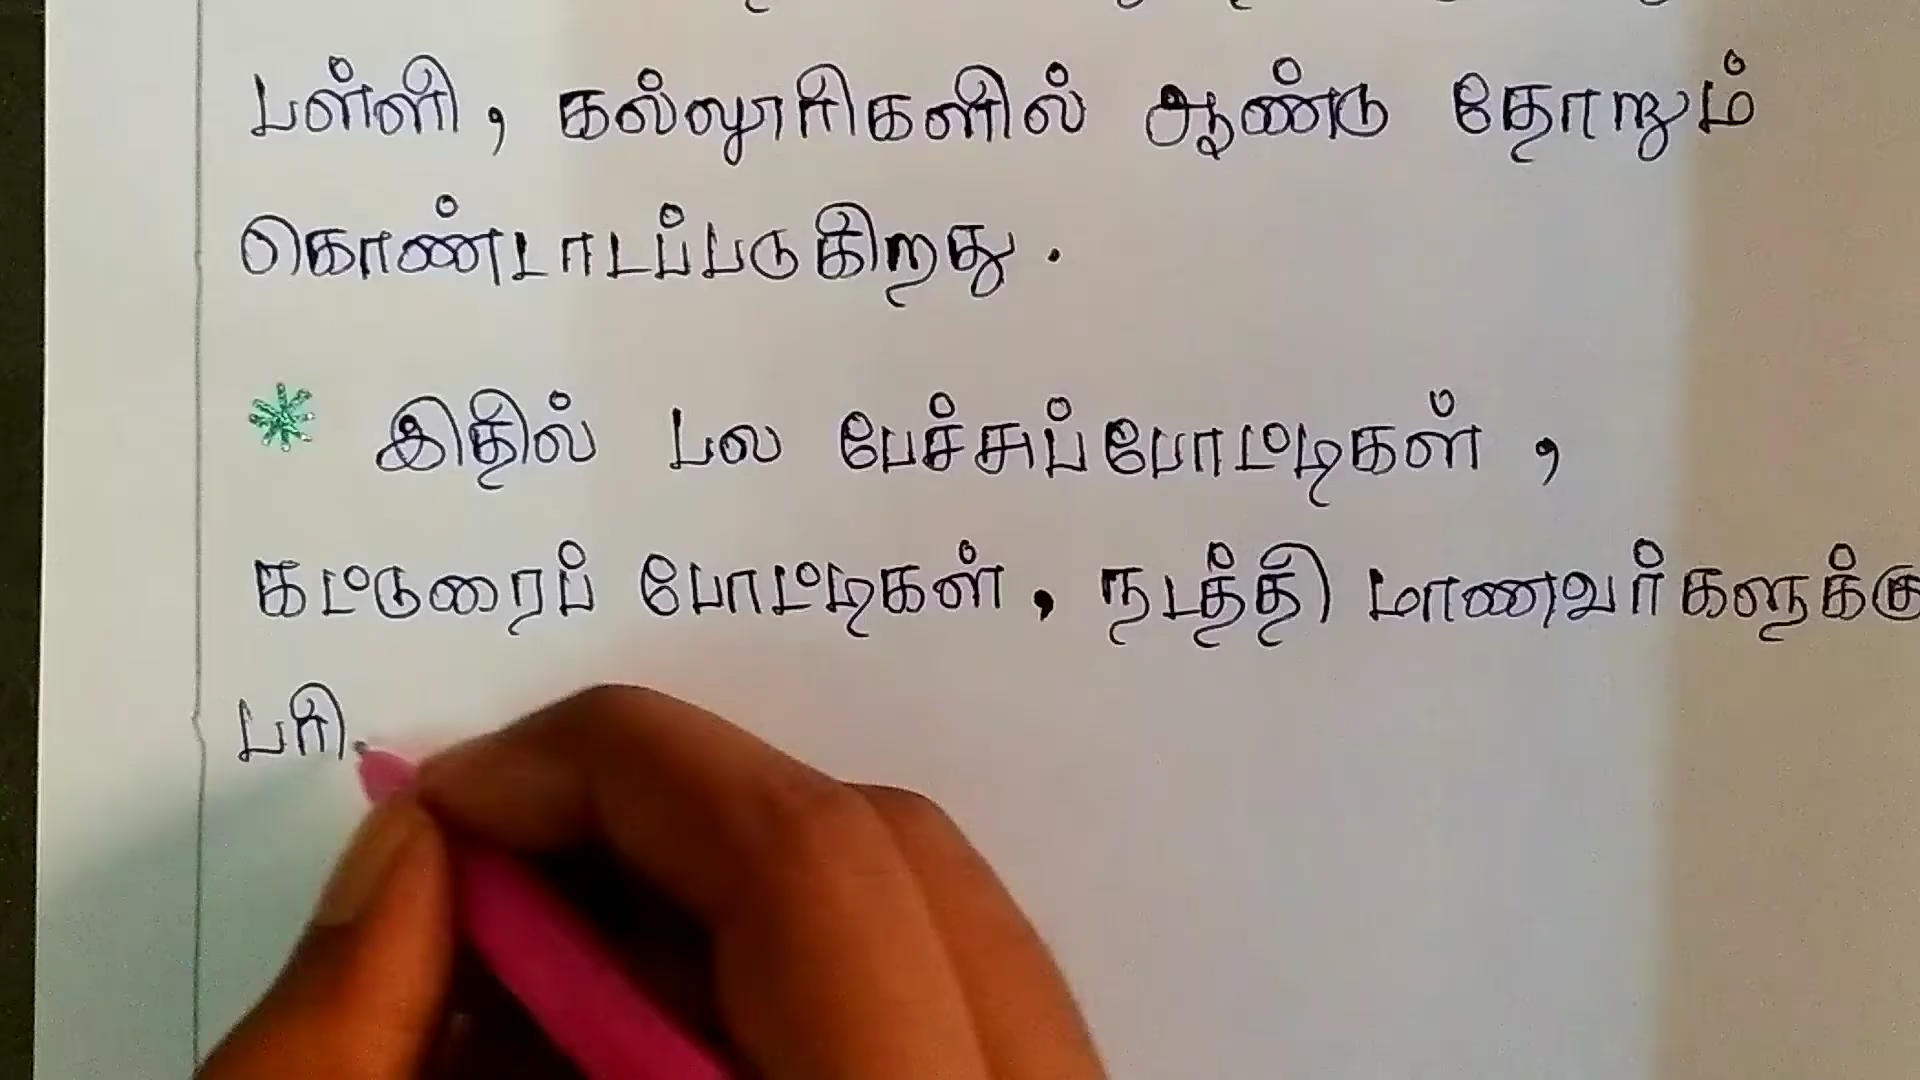 பள்ளி, கல்லூரிகளில் ஆண்டு தோறும்
கொண்டாடப்படுகிறது.
* இதில் பல பேச்சுப்போட்டிகள்,
கட்டுரைப் போட்டிகள், நடத்தி மாணவர்களுக்கு
பரி